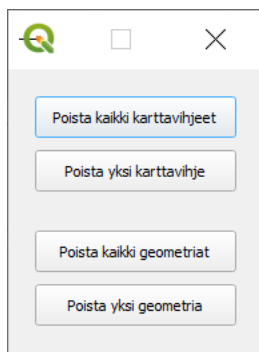 Poista kaikki karttavihjeet
Poista yksi karttavihje
Poista kaikki geometriat
Poista yksi geometria